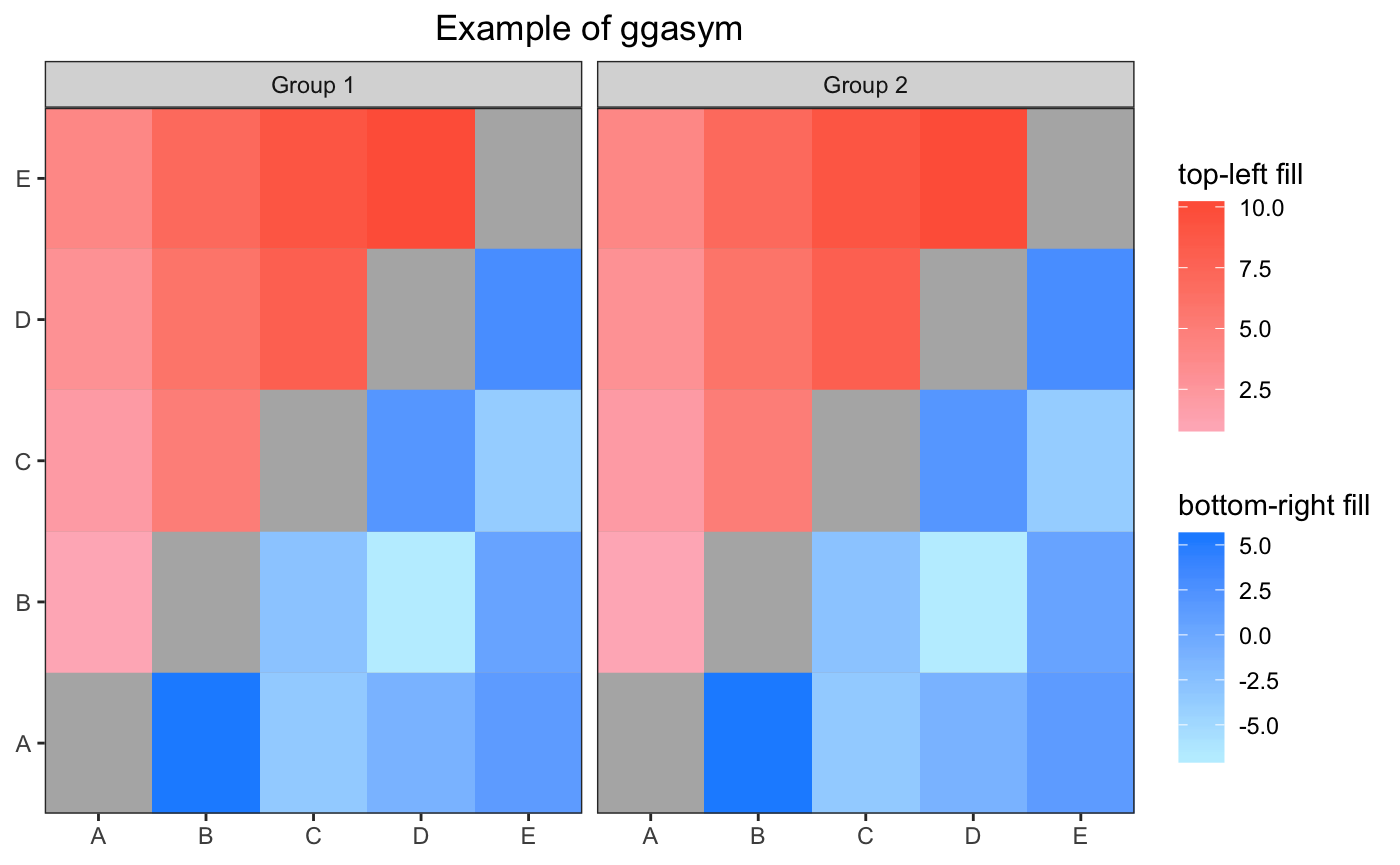 Example of ggasym
Group 1
Group 2
E
D
C
B
A
A B C D E
A B C D E
top-left fill
10.0
7.5
5.0
2.5
bottom-right fill
5.0
2.5
0.0
-2.5
-5.0